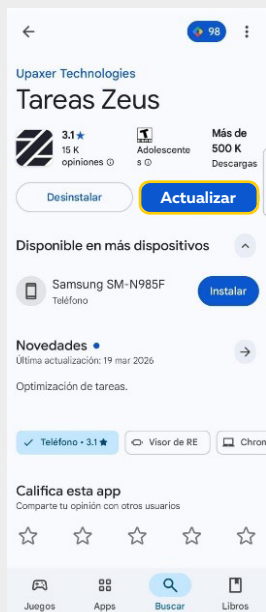 98
Upaxer Technologies
Tareas Zeus
3.1★
15 K
opiniones
T
Adolescente
s
Más de
500 K
Descargas
Desinstalar
Actualizar
Disponible en más dispositivos
Samsung SM-N985F
Teléfono
Instalar
Novedades •
Última actualización: 19 mar 2026
Optimización de tareas.
Teléfono • 3.1 ★
Visor de RE
Chrom
Califica esta app
Comparte tu opinión con otros usuarios
Juegos
Apps
Buscar
Libros